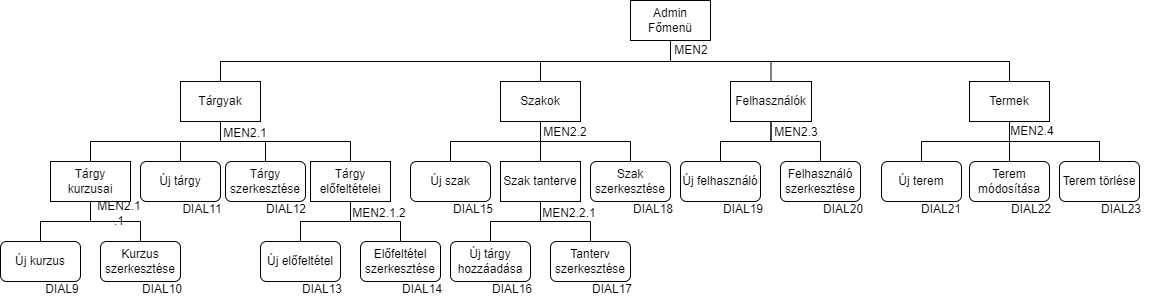 Admin
Főmenü
MEN2
Tárgyak
Szakok
Felhasználók
Termek
MEN2.1
MEN2.2
MEN2.3
MEN2.4
Tárgy
kurzusai
Új tárgy
Tárgy
szerkesztése
Tárgy
előfeltételei
Új szak
Szak tanterve
Szak
szerkesztése
Új felhasználó
Felhasználó
szerkesztése
Új terem
Terem
módosítása
Terem törlése
MEN2.1
.1
DIAL11
DIAL12
MEN2.1.2
DIAL15
MEN2.2.1
DIAL18
DIAL19
DIAL20
DIAL21
DIAL22
DIAL23
Új kurzus
Kurzus
szerkesztése
Új előfeltétel
Előfeltétel
szerkesztése
Új tárgy
hozzáadása
Tanterv
szerkesztése
DIAL9
DIAL10
DIAL13
DIAL14
DIAL16
DIAL17